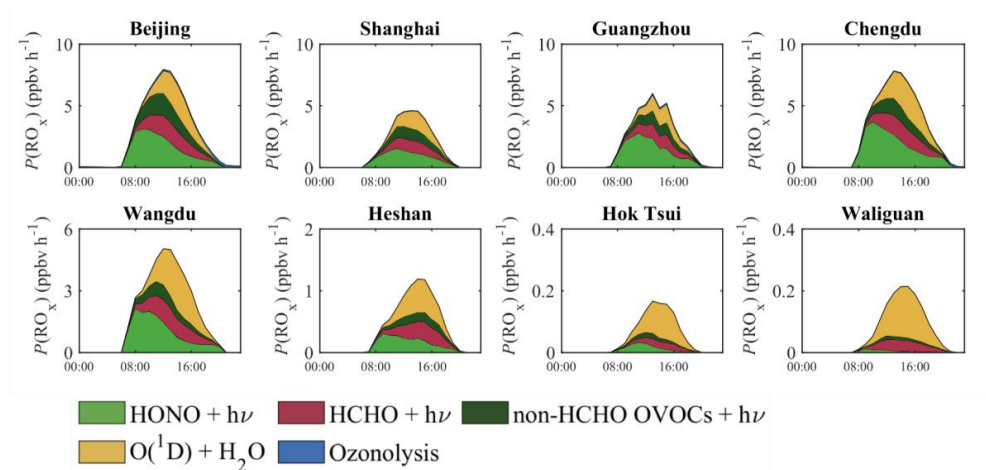 Beijing
Shanghai
Guangzhou
Chengdu
P(ROₓ) (ppbv h⁻¹)
10
5
0
00:00 08:00 16:00
P(ROₓ) (ppbv h⁻¹)
10
5
0
00:00 08:00 16:00
P(ROₓ) (ppbv h⁻¹)
10
5
0
00:00 08:00 16:00
P(ROₓ) (ppbv h⁻¹)
10
5
0
00:00 08:00 16:00
Wangdu
Heshan
Hok Tsui
Waliguan
P(ROₓ) (ppbv h⁻¹)
6
3
0
00:00 08:00 16:00
P(ROₓ) (ppbv h⁻¹)
2
1
0
00:00 08:00 16:00
P(ROₓ) (ppbv h⁻¹)
0.4
0.2
0
00:00 08:00 16:00
P(ROₓ) (ppbv h⁻¹)
0.4
0.2
0
00:00 08:00 16:00
HONO + hν
HCHO + hν
non-HCHO OVOCs + hν
O(¹D) + H₂O
Ozonolysis